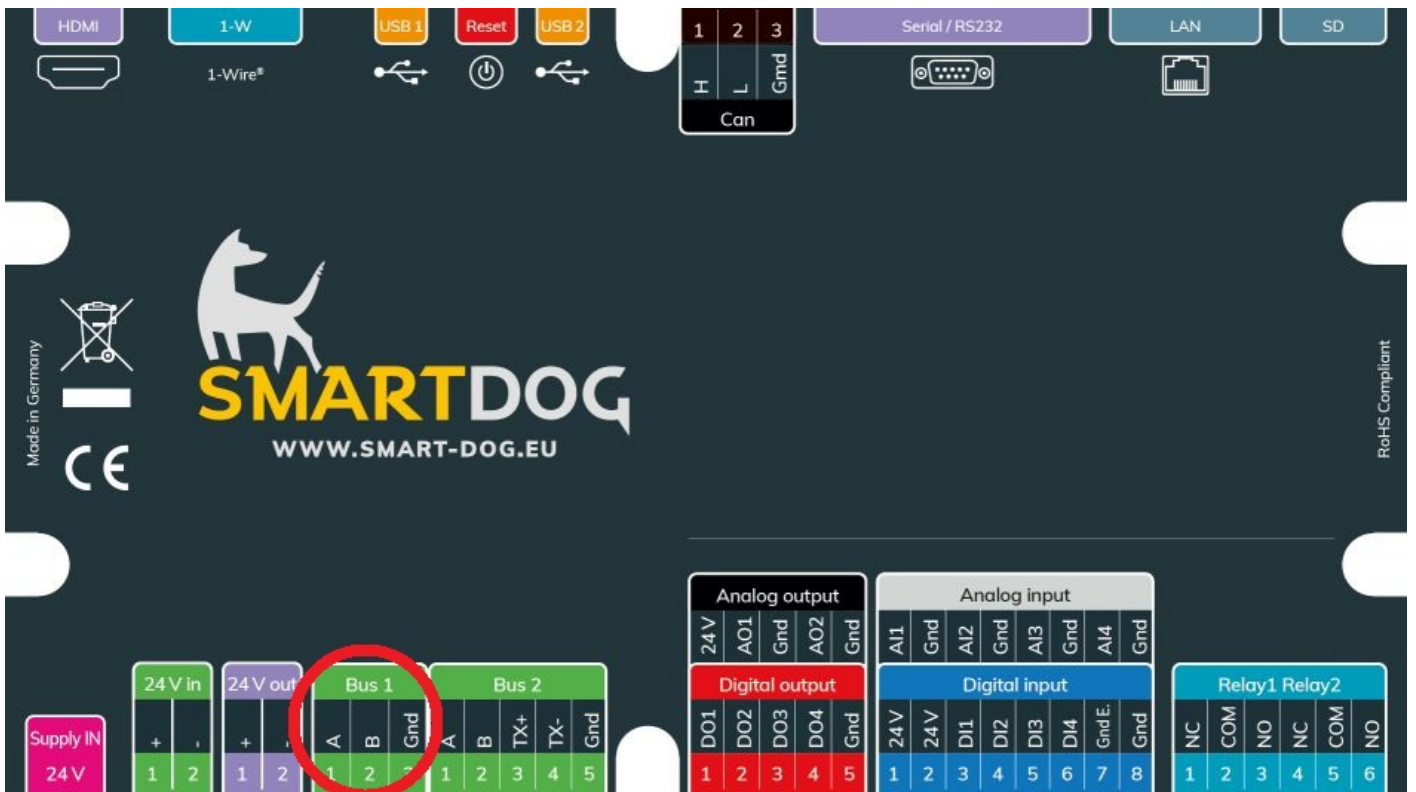 HDMI
1-W
USB 1
Reset
USB 2
1 2 3
Serial / RS232
LAN
SD
1-Wire®
H L Gmd
Can
Made in Germany
SMARTDOG
WWW.SMART-DOG.EU
CE
RoHS Compliant
Analog output
24 V AO1 Gnd AO2 Gnd
Analog input
AI1 Gnd AI2 Gnd AI3 Gnd AI4 Gnd
Supply IN
24 V
24 V in
+ -
1 2
24 V out
+ -
1 2
Bus 1
A B Gnd
1 2 3
Bus 2
A B TX+ TX- Gnd
1 2 3 4 5
Digital output
DO1 DO2 DO3 DO4 Gnd
1 2 3 4 5
Digital input
24 V 24 V DI1 DI2 DI3 DI4 Gnd E. Gnd
1 2 3 4 5 6 7 8
Relay1 Relay2
NC COM NO NC COM NO
1 2 3 4 5 6